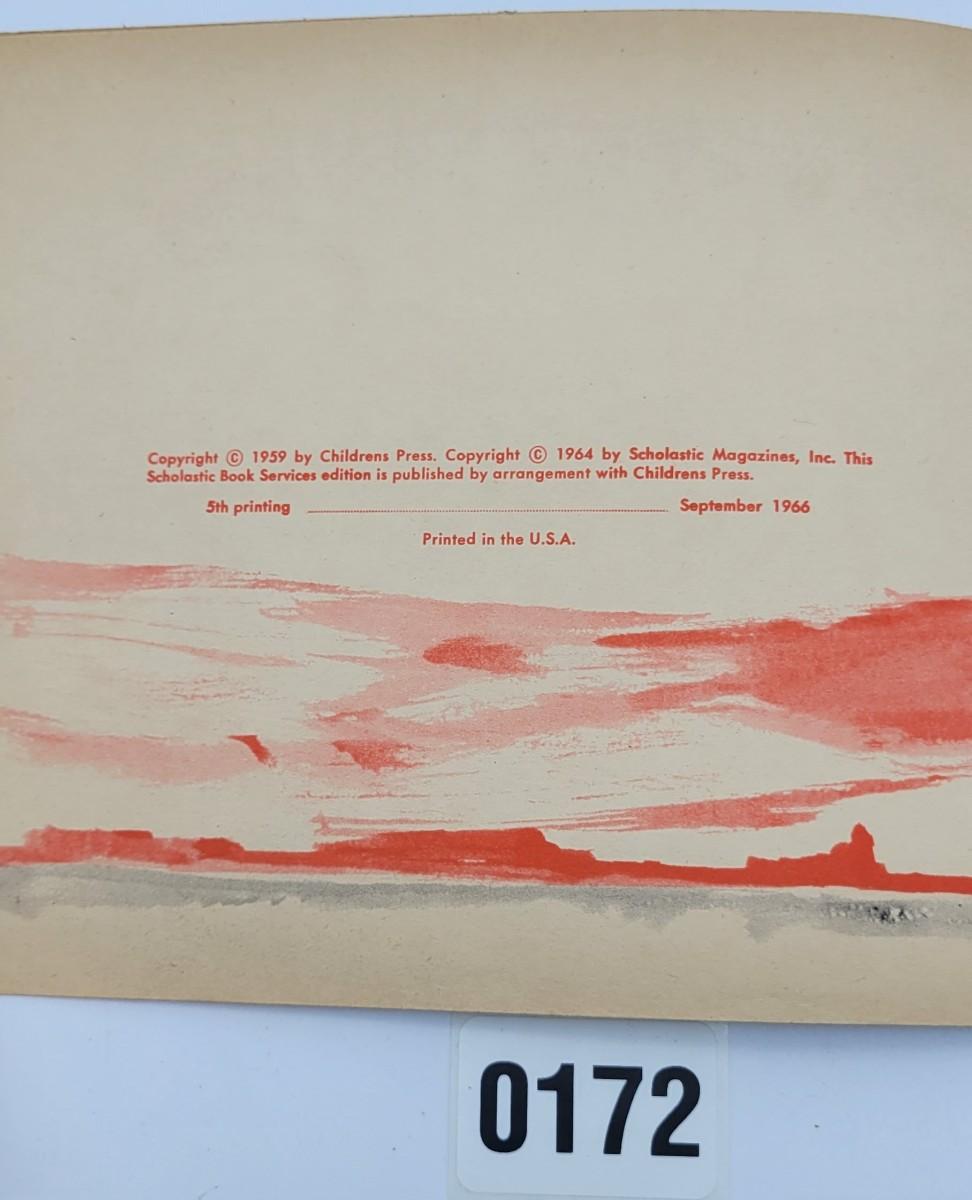 Copyright © 1959 by Childrens Press. Copyright © 1964 by Scholastic Magazines, Inc. This
Scholastic Book Services edition is published by arrangement with Childrens Press.
5th printing ........................ September 1966
Printed in the U.S.A.
0172